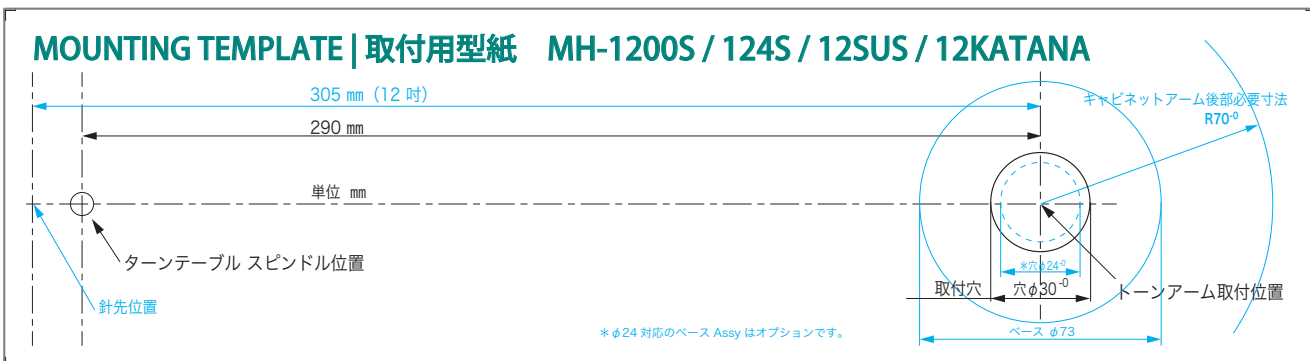 MOUNTING TEMPLATE | 取付用型紙 MH-1200S / 124S / 12SUS / 12KATANA
305 mm（12 吋）
キャビネットアーム後部必要寸法
R70-0
290 mm
単位 mm
ターンテーブル スピンドル位置
＊穴φ24-0
取付穴 穴φ30-0
トーンアーム取付位置
針先位置
＊φ24 対応のベース Assy はオプションです。
ベース φ73